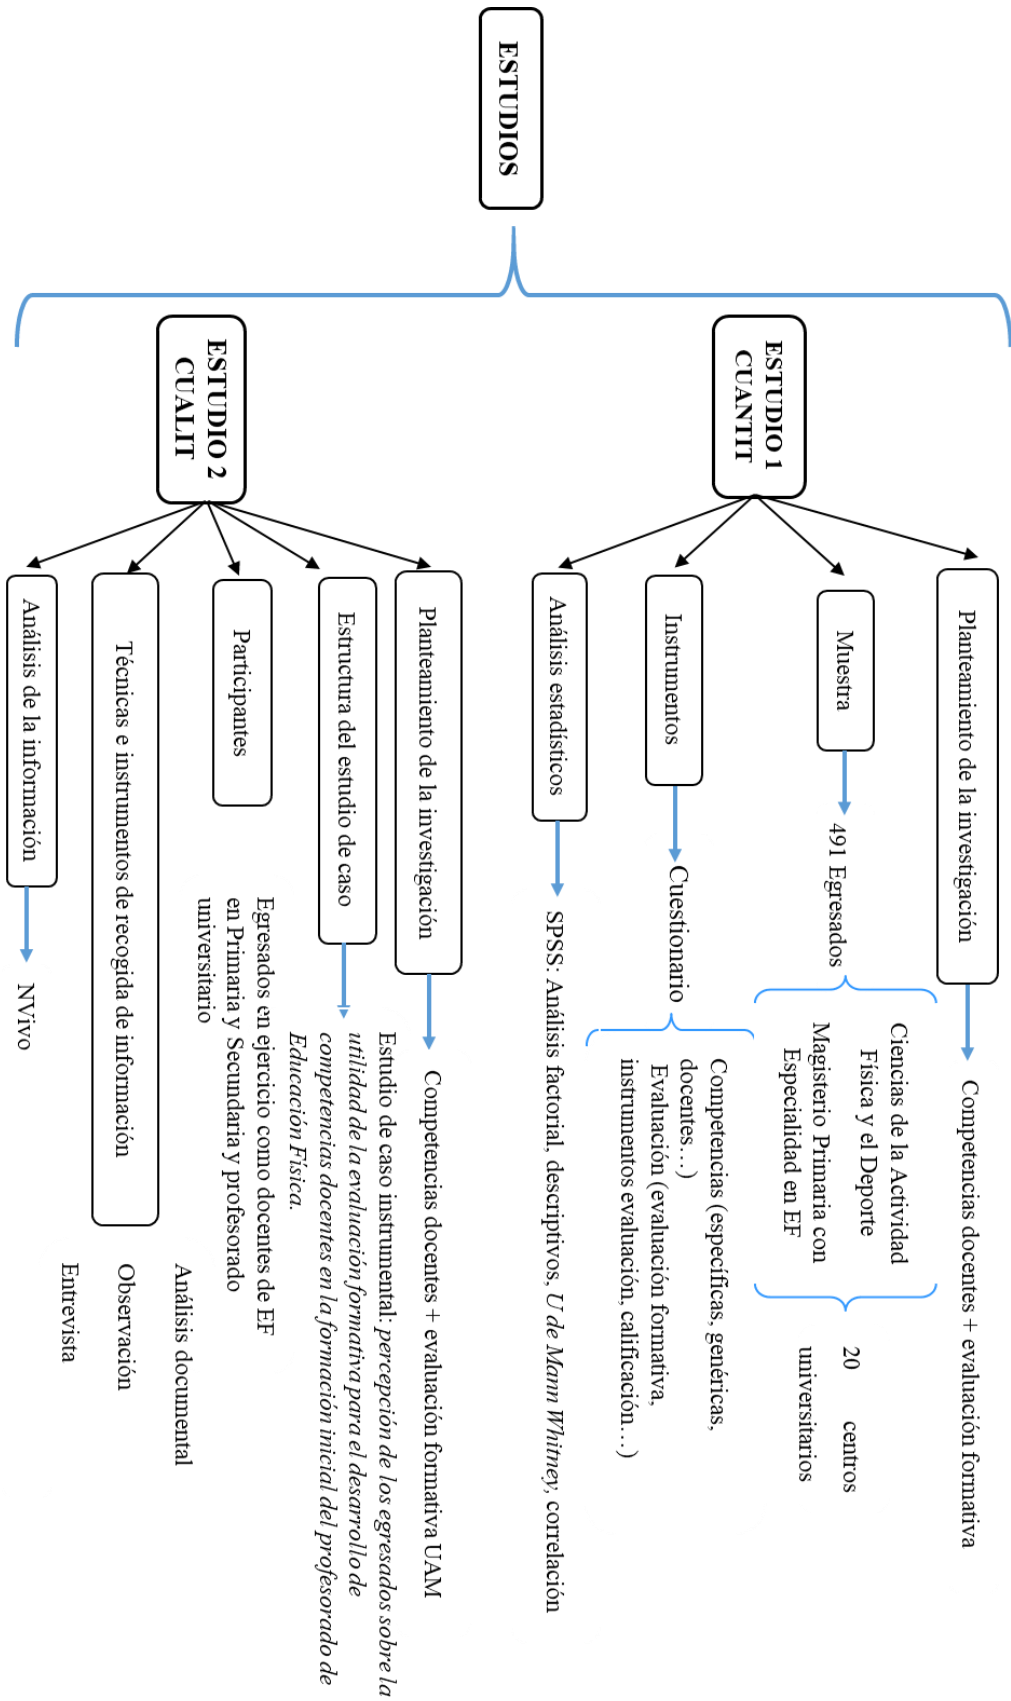 ESTUDIOS
ESTUDIO 1
CUANTIT
Planteamiento de la investigación
Competencias docentes + evaluación formativa
Muestra
491 Egresados
Ciencias de la Actividad
Física y el Deporte
Magisterio Primaria con
Especialidad en EF
20 centros
universitarios
Instrumentos
Cuestionario
Competencias (específicas, genéricas,
docentes…)
Evaluación (evaluación formativa,
instrumentos evaluación, calificación…)
Análisis estadísticos
SPSS: Análisis factorial, descriptivos, U de Mann Whitney, correlación
ESTUDIO 2
CUALIT
Planteamiento de la investigación
Competencias docentes + evaluación formativa UAM
Estructura del estudio de caso
Estudio de caso instrumental: percepción de los egresados sobre la
utilidad de la evaluación formativa para el desarrollo de
competencias docentes en la formación inicial del profesorado de
Educación Física.
Participantes
Egresados en ejercicio como docentes de EF
en Primaria y Secundaria y profesorado
universitario
Técnicas e instrumentos de recogida de información
Análisis documental
Observación
Entrevista
Análisis de la información
NVivo